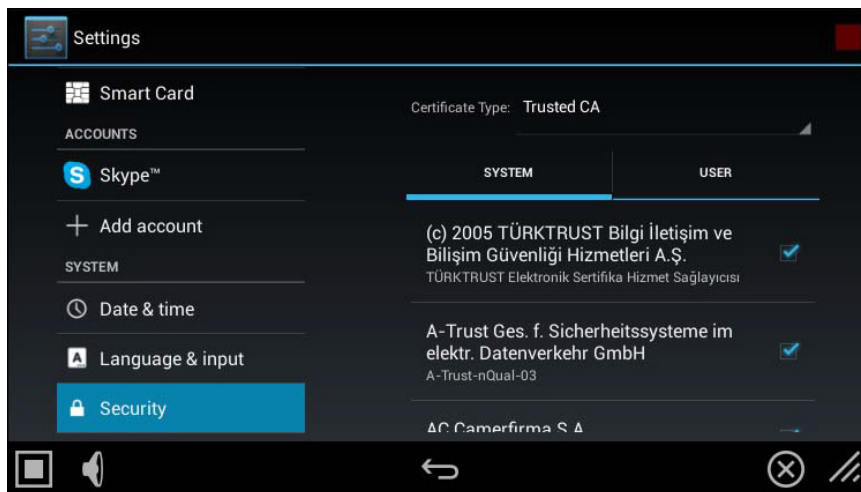 Settings
Smart Card
ACCOUNTS
Skype™
Add account
SYSTEM
Date & time
A
Language & input
Security
Certificate Type: Trusted CA
SYSTEM
USER
(c) 2005 TÜRKTRUST Bilgi İletişim ve
Bilişim Güvenliği Hizmetleri A.Ş.
TÜRKTRUST Elektronik Sertifika Hizmet Sağlayıcısı
A-Trust Ges. f. Sicherheitssysteme im
elektr. Datenverkehr GmbH
A-Trust-nQual-03
AC Camerfirma S.A.